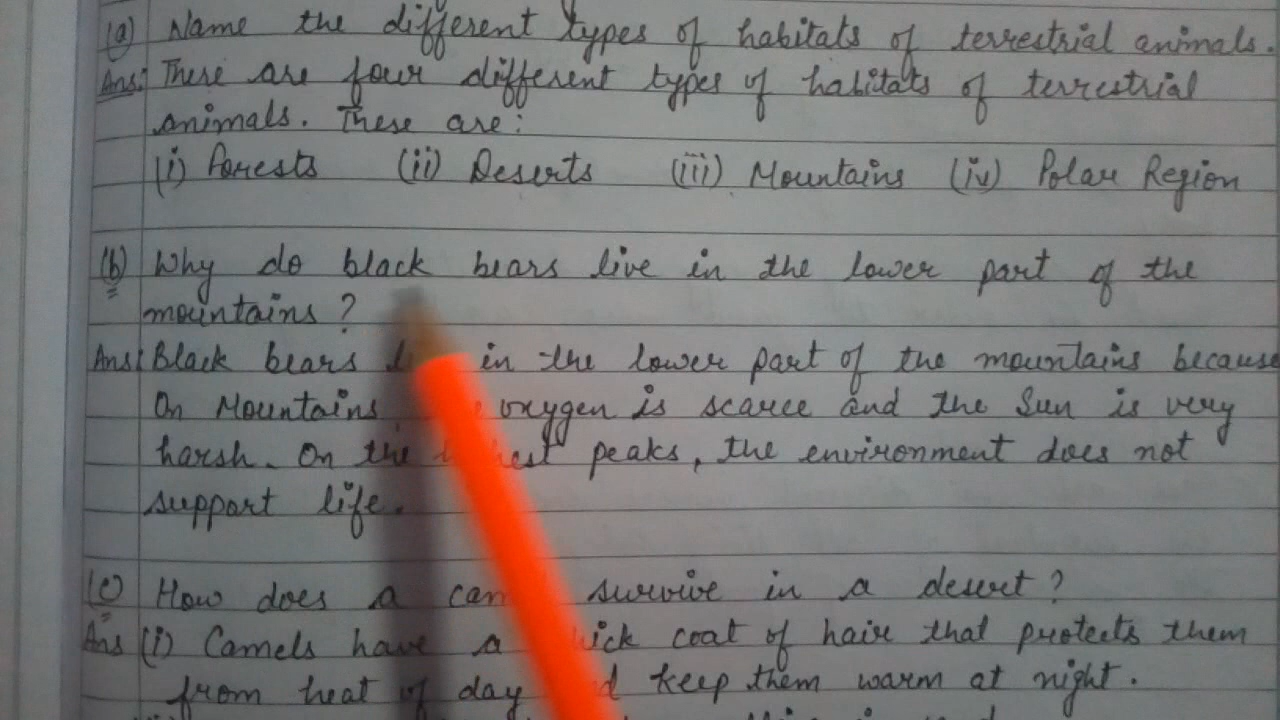 (a) Name the different types of habitats of terrestrial animals.
Ans: There are four different types of habitats of terrestrial
animals. These are:
(i) Forests (ii) Deserts (iii) Mountains (iv) Polar Region
(b) Why do black bears live in the lower part of the
mountains?
Ans: Black bears in the lower part of the mountains because
On Mountains oxygen is scarce and the Sun is very
harsh. On the peaks, the environment does not
support life.
(c) How does a survive in a desert?
Ans (i) Camels have a coat of hair that protects them
from heat of day keep them warm at night.